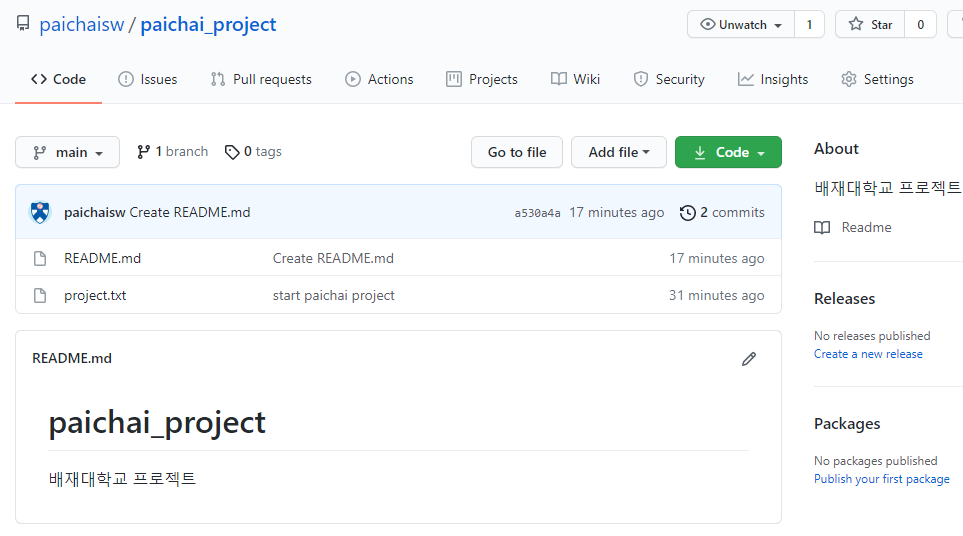 paichaisw / paichai_project
Unwatch 1 Star 0
Code Issues Pull requests Actions Projects Wiki Security Insights Settings
main 1 branch 0 tags Go to file Add file Code
paichaisw Create README.md a530a4a 17 minutes ago 2 commits
README.md Create README.md 17 minutes ago
project.txt start paichai project 31 minutes ago
README.md
paichai_project
배재대학교 프로젝트
About
배재대학교 프로젝트
Readme
Releases
No releases published
Create a new release
Packages
No packages published
Publish your first package